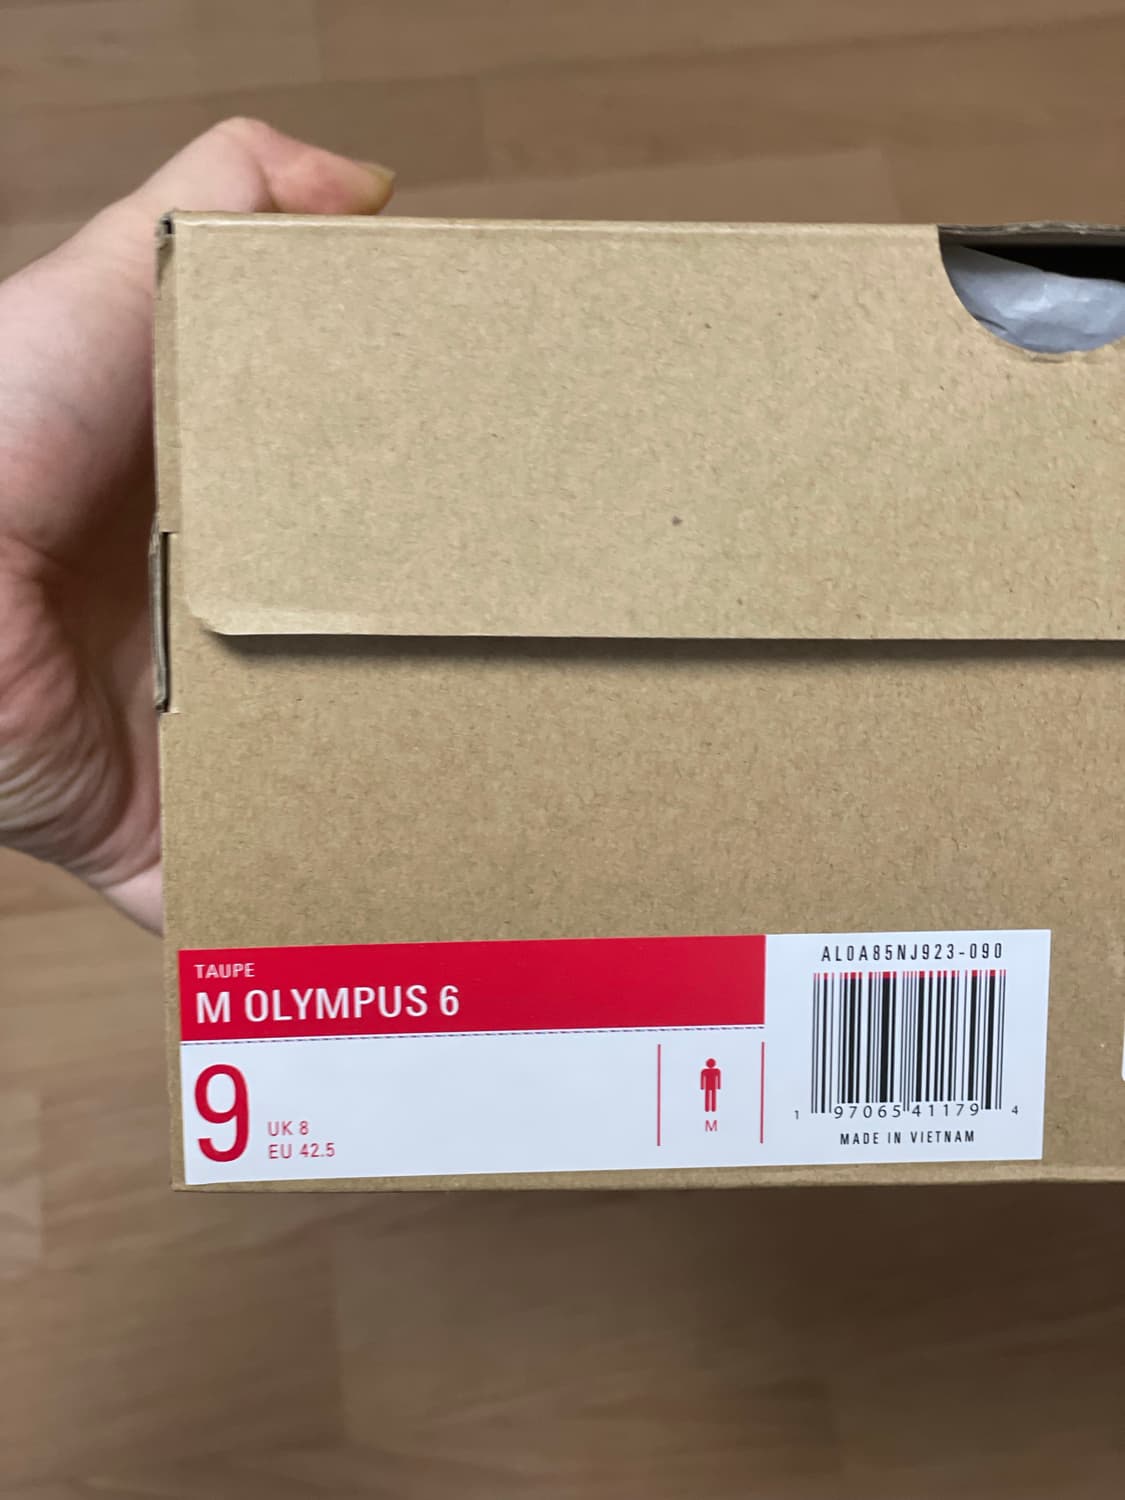 TAUPE
M OLYMPUS 6
9
UK 8
EU 42.5
M
AL0A85NJ923-090
1 97065 41179 4
MADE IN VIETNAM